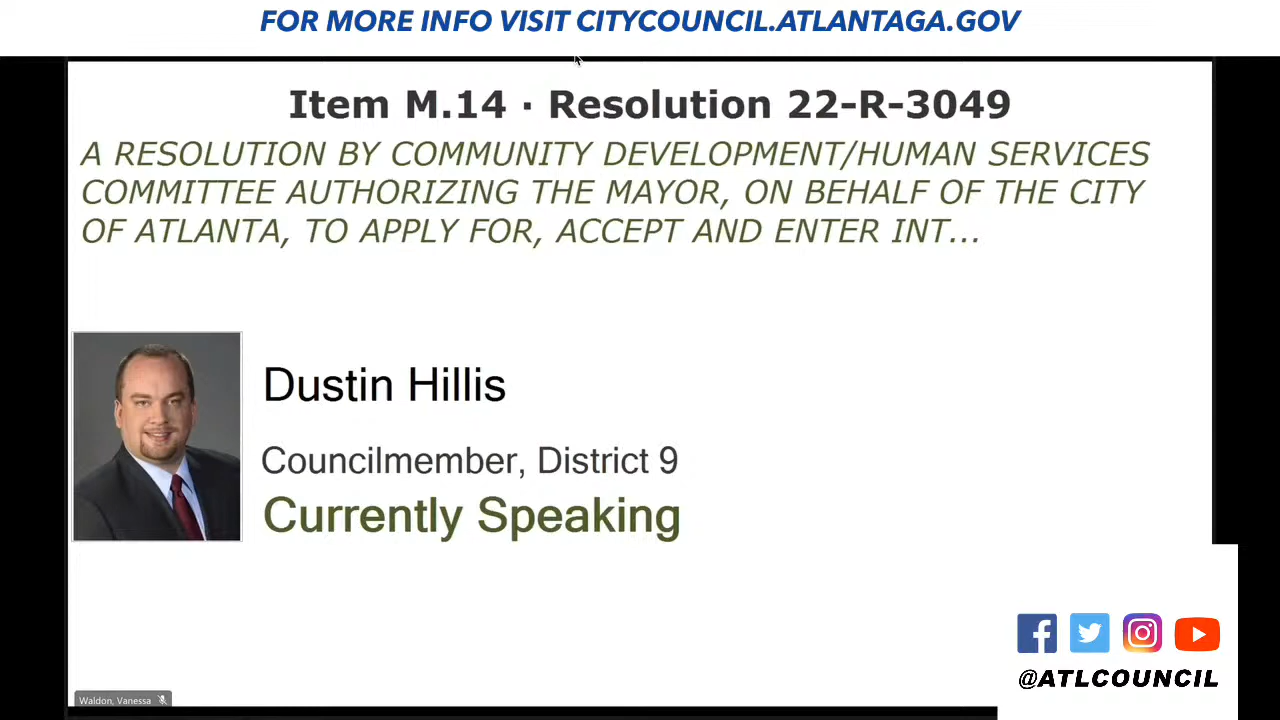 FOR MORE INFO VISIT CITYCOUNCIL.ATLANTAGA.GOV
Item M.14 · Resolution 22-R-3049
A RESOLUTION BY COMMUNITY DEVELOPMENT/HUMAN SERVICES
COMMITTEE AUTHORIZING THE MAYOR, ON BEHALF OF THE CITY
OF ATLANTA, TO APPLY FOR, ACCEPT AND ENTER INT...
Dustin Hillis
Councilmember, District 9
Currently Speaking
@ATLCOUNCIL
Waldon, Vanessa